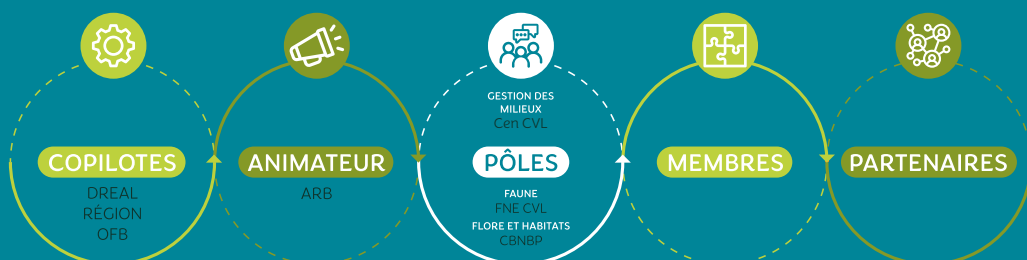 COPILOTES
DREAL
RÉGION
OFB
ANIMATEUR
ARB
GESTION DES
MILIEUX
Cen CVL
PÔLES
FAUNE
FNE CVL
FLORE ET HABITATS
CBNBP
MEMBRES
PARTENAIRES